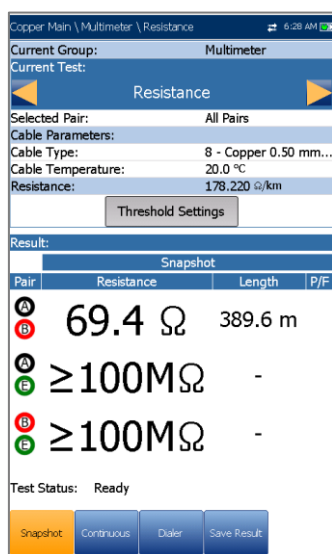 Copper Main \ Multimeter \ Resistance 6:28 AM
Current Group: Multimeter
Current Test:
Resistance
Selected Pair: All Pairs
Cable Parameters:
Cable Type: 8 - Copper 0.50 mm...
Cable Temperature: 20.0 ºC
Resistance: 178.220 Ω/km
Threshold Settings
Result:
Snapshot
Pair Resistance Length P/F
A
B
69.4 Ω 389.6 m
A
E
≥100MΩ -
B
E
≥100MΩ -
Test Status: Ready
Snapshot Continuous Dialer Save Result